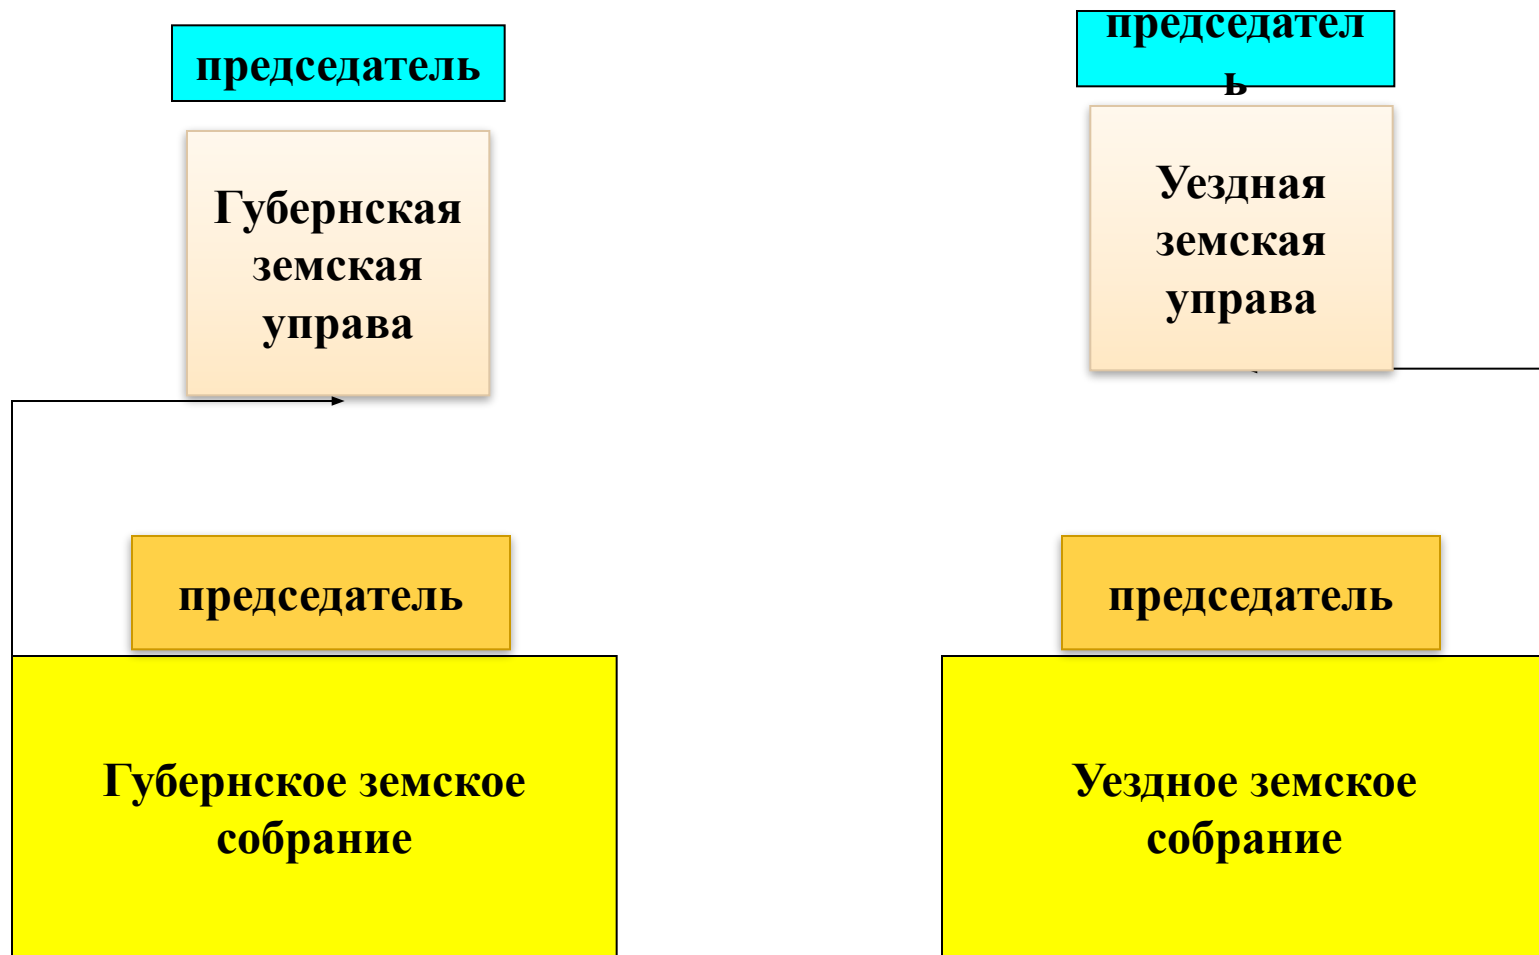 председатель
Губернская
земская
управа
председател
ь
Уездная
земская
управа
председатель
Губернское земское
собрание
председатель
Уездное земское
собрание